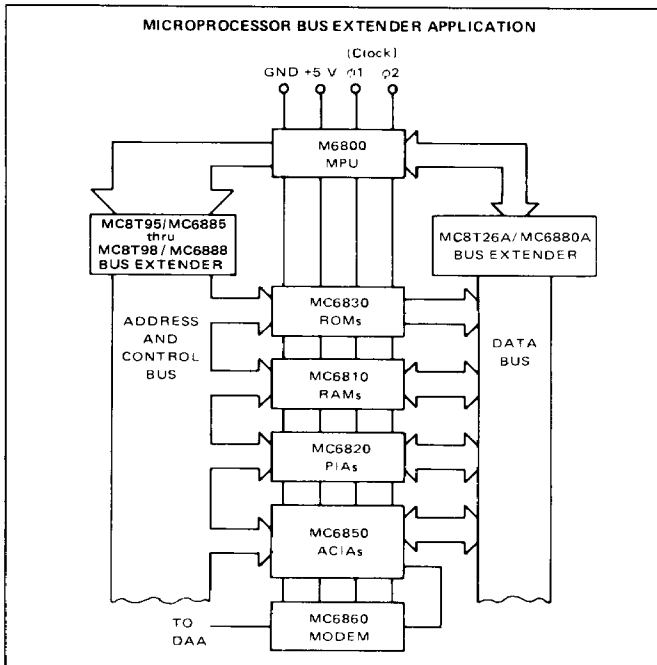 MICROPROCESSOR BUS EXTENDER APPLICATION
(Clock)
GND +5 V φ1 φ2
M6800
MPU
MC8T95/MC6885
thru
MC8T98/MC6888
BUS EXTENDER
MC8T26A/MC6880A
BUS EXTENDER
MC6830
ROMs
ADDRESS
AND
CONTROL
BUS
DATA
BUS
MC6810
RAMs
MC6820
PIAs
MC6850
ACIAs
TO
DAA
MC6860
MODEM